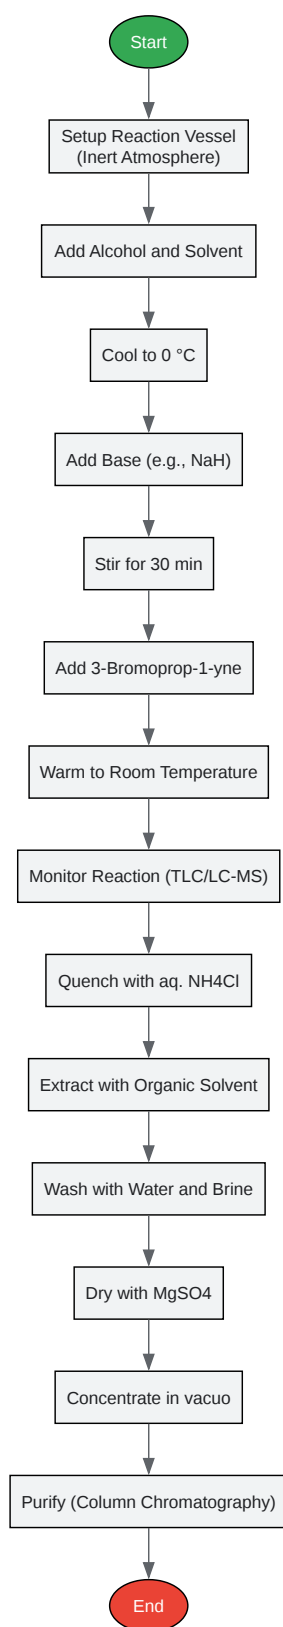 Start
Setup Reaction Vessel
(Inert Atmosphere)
Add Alcohol and Solvent
Cool to 0 °C
Add Base (e.g., NaH)
Stir for 30 min
Add 3-Bromoprop-1-yne
Warm to Room Temperature
Monitor Reaction (TLC/LC-MS)
Quench with aq. NH4Cl
Extract with Organic Solvent
Wash with Water and Brine
Dry with MgSO4
Concentrate in vacuo
Purify (Column Chromatography)
End